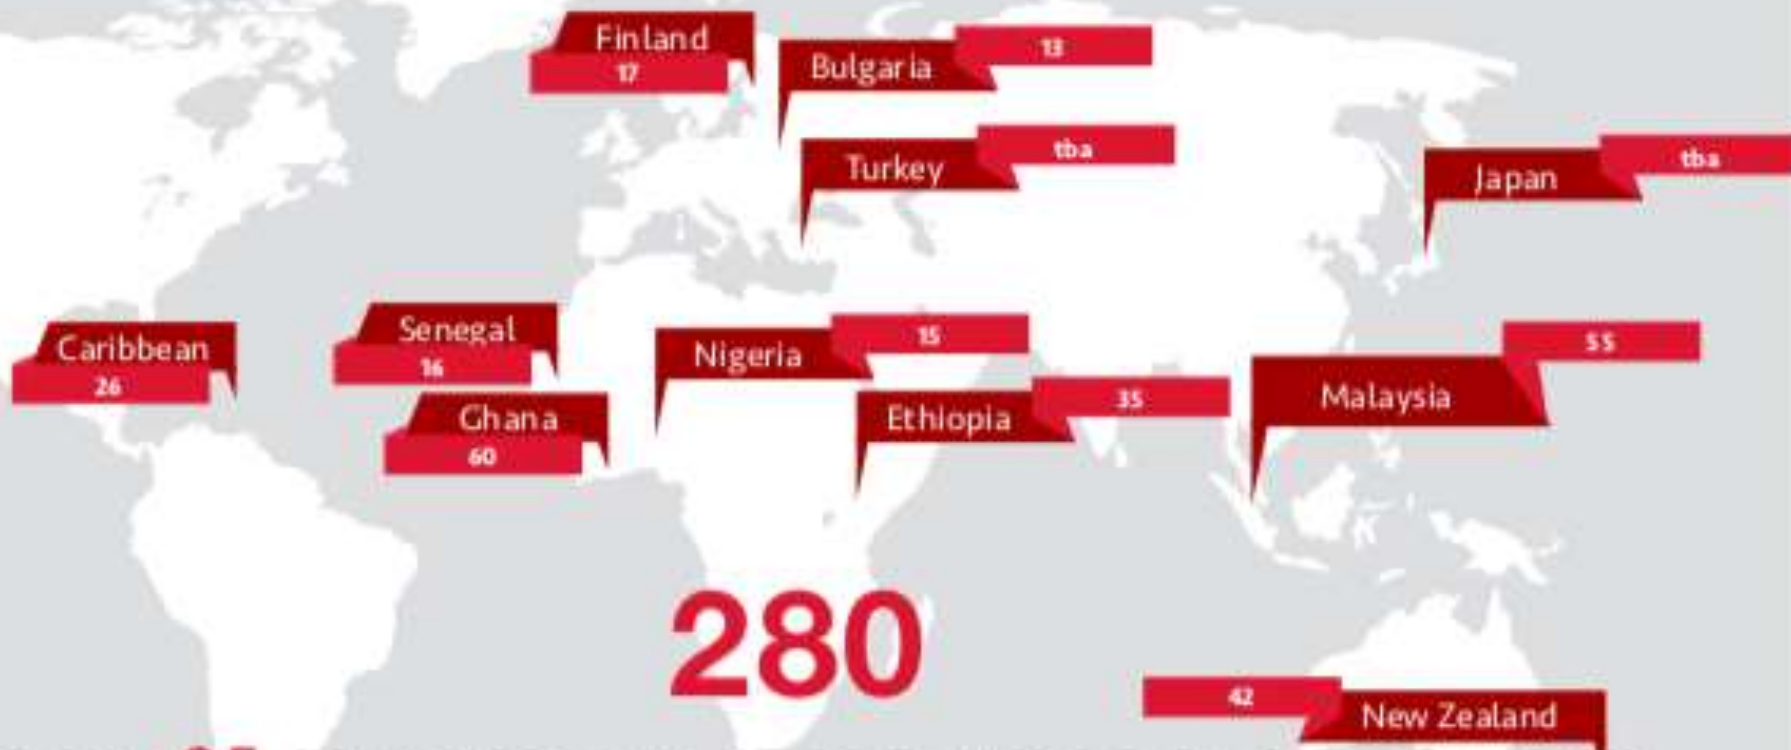 Finland
17
Bulgaria
13
Turkey
tba
Japan
tba
Caribbean
26
Senegal
16
Nigeria
15
Malaysia
55
Ghana
60
Ethiopia
35
280
42
New Zealand